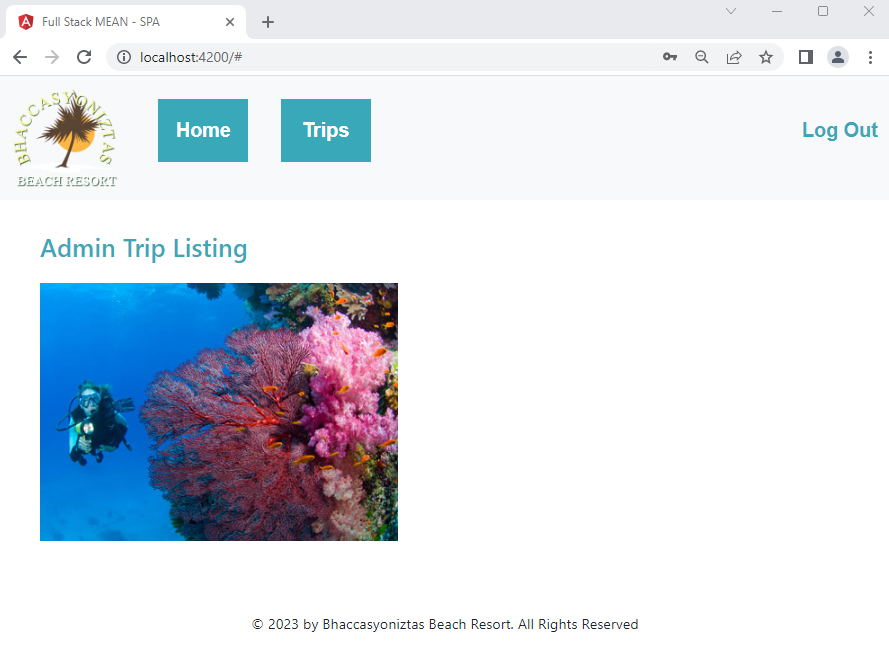 Full Stack MEAN - SPA
localhost:4200/#
BHACCASYONIZTAS
BEACH RESORT
Home
Trips
Log Out
Admin Trip Listing
© 2023 by Bhaccasyoniztas Beach Resort. All Rights Reserved